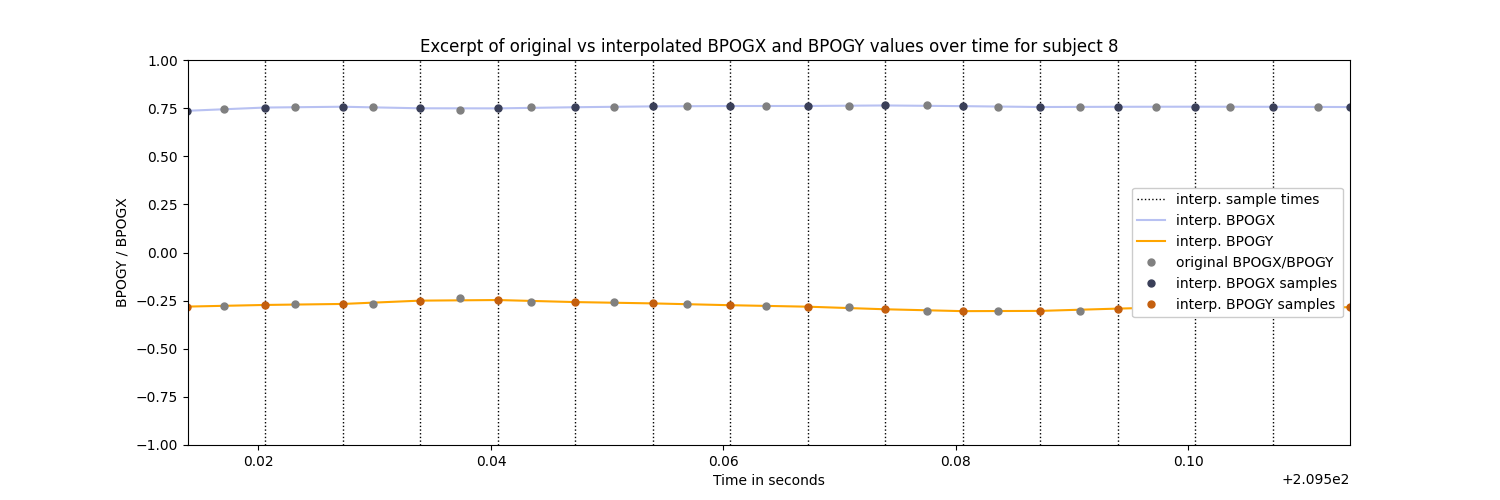 Excerpt of original vs interpolated BPOGX and BPOGY values over time for subject 8
1.00
0.75
0.50
0.25
0.00
−0.25
−0.50
−0.75
−1.00
BPOGY / BPOGX
interp. sample times
interp. BPOGX
interp. BPOGY
original BPOGX/BPOGY
interp. BPOGX samples
interp. BPOGY samples
0.02 0.04 0.06 0.08 0.10
Time in seconds
+2.095e2